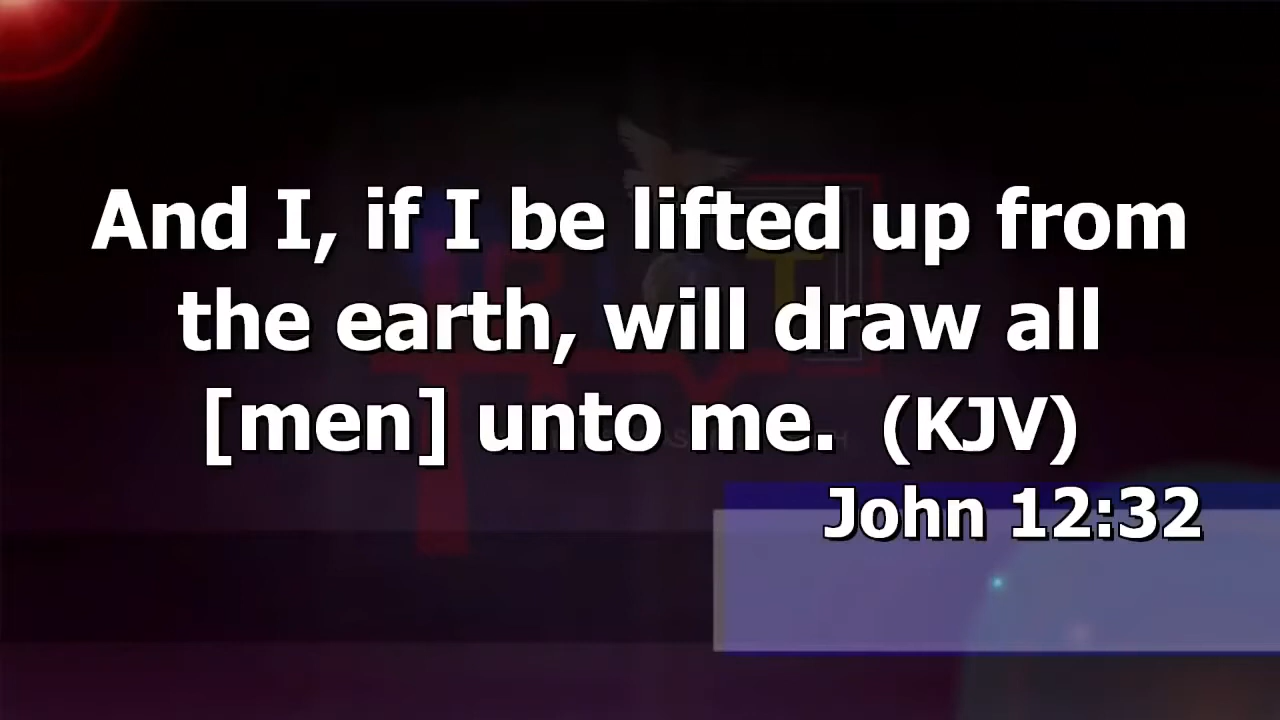 And I, if I be lifted up from
the earth, will draw all
[men] unto me.  (KJV)
John 12:32